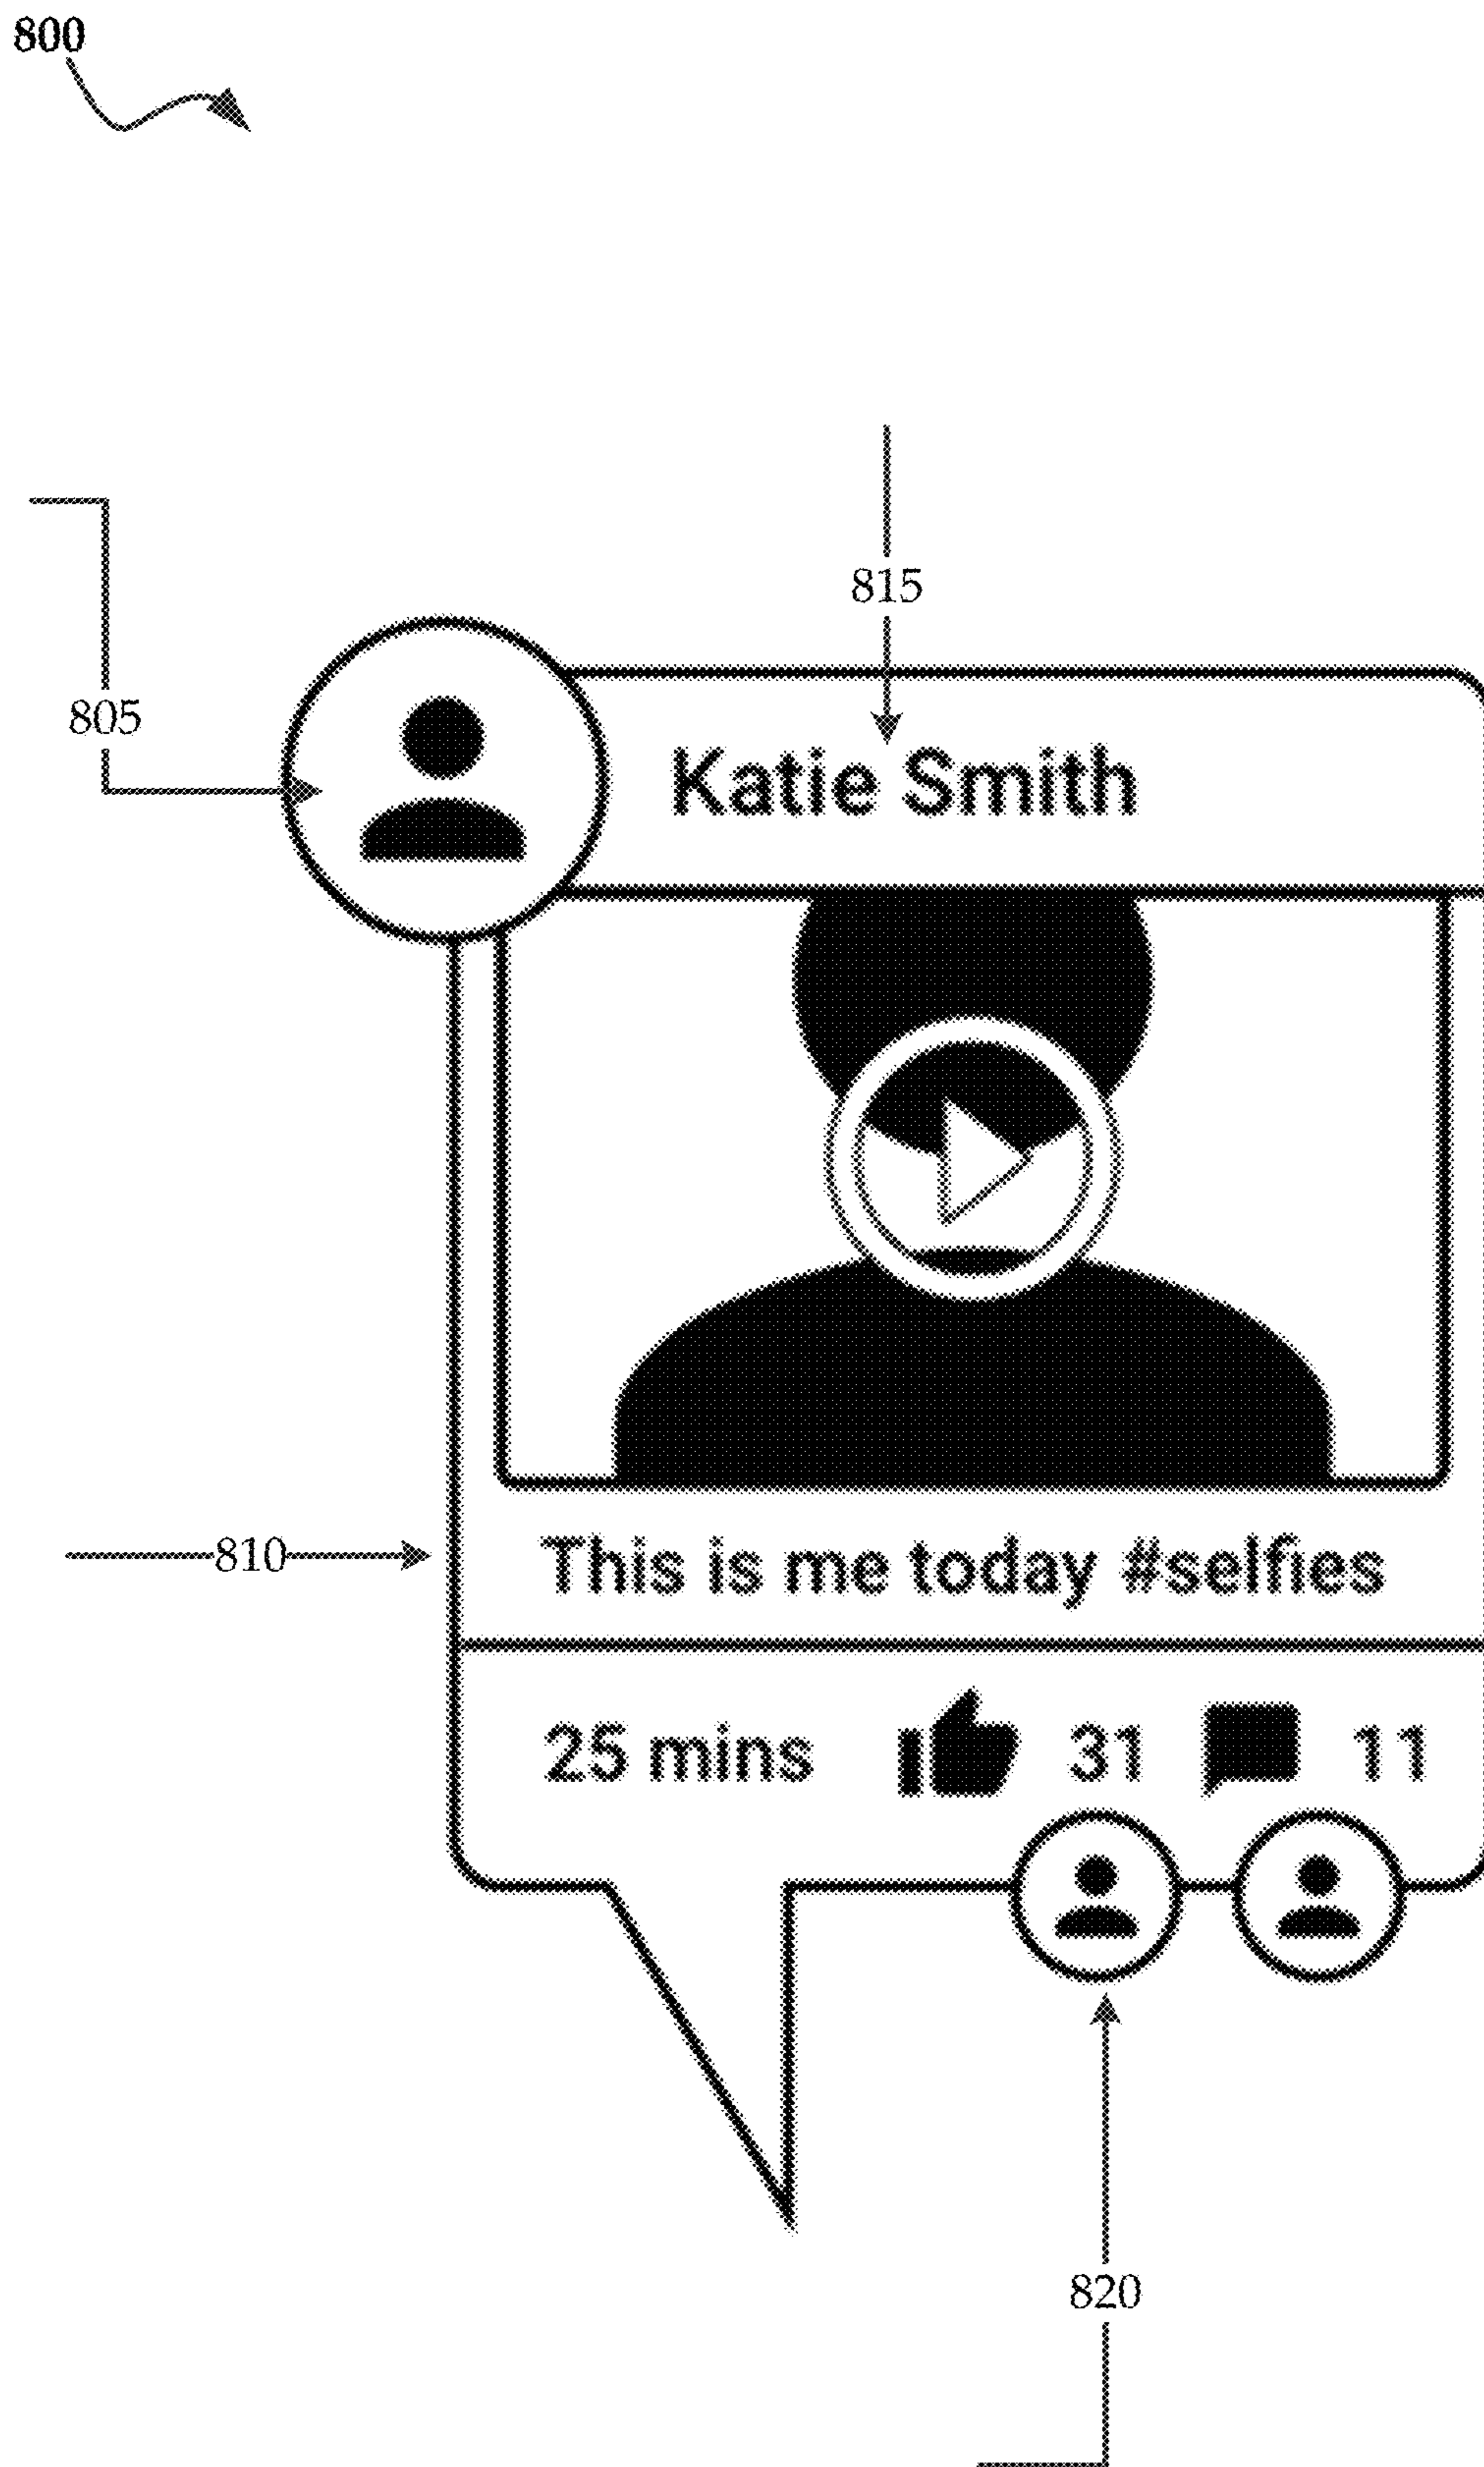 800
815
805
Katie Smith
810
This is me today #selfies
25 mins 31 11
820